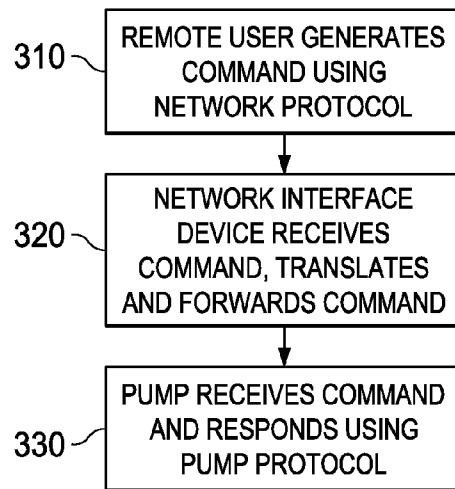 310
REMOTE USER GENERATES
COMMAND USING
NETWORK PROTOCOL
320
NETWORK INTERFACE
DEVICE RECEIVES
COMMAND, TRANSLATES
AND FORWARDS COMMAND
330
PUMP RECEIVES COMMAND
AND RESPONDS USING
PUMP PROTOCOL